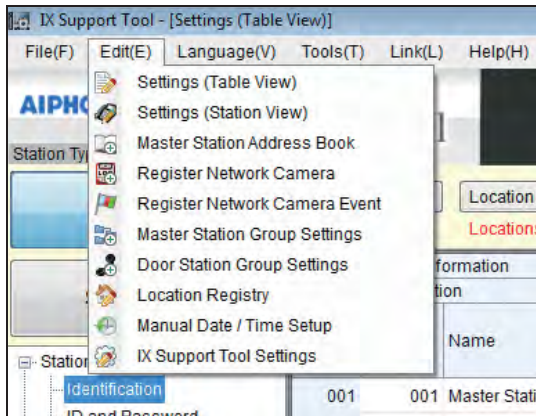 IX Support Tool - [Settings (Table View)]
File(F) Edit(E) Language(V) Tools(T) Link(L) Help(H)
Settings (Table View)
AIPHO
Settings (Station View)
Master Station Address Book
Station Ty
Register Network Camera
Register Network Camera Event
Location
Master Station Group Settings
Locations
Door Station Group Settings
formation
Location Registry
tion
Manual Date / Time Setup
Name
IX Support Tool Settings
Station
Identification
001 001 Master Stati
ID and Password